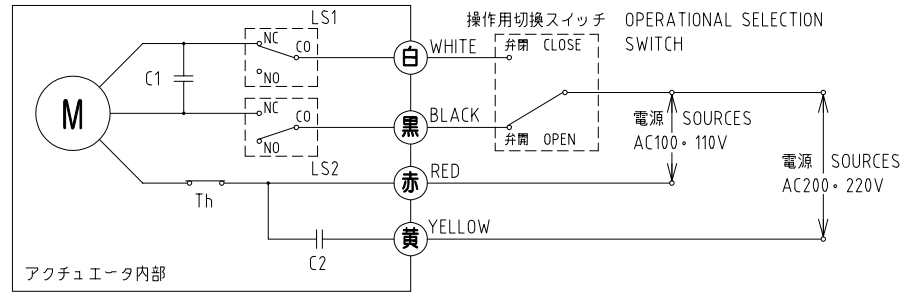 LS1
操作用切換スイッチ OPERATIONAL SELECTION
SWITCH
NC
CO
NO
白
WHITE
弁閉 CLOSE
C1
M
NC
CO
NO
LS2
黒
BLACK
弁開 OPEN
電源 SOURCES
AC100・110V
電源 SOURCES
AC200・220V
Th
赤
RED
黄
YELLOW
C2
アクチュエータ内部